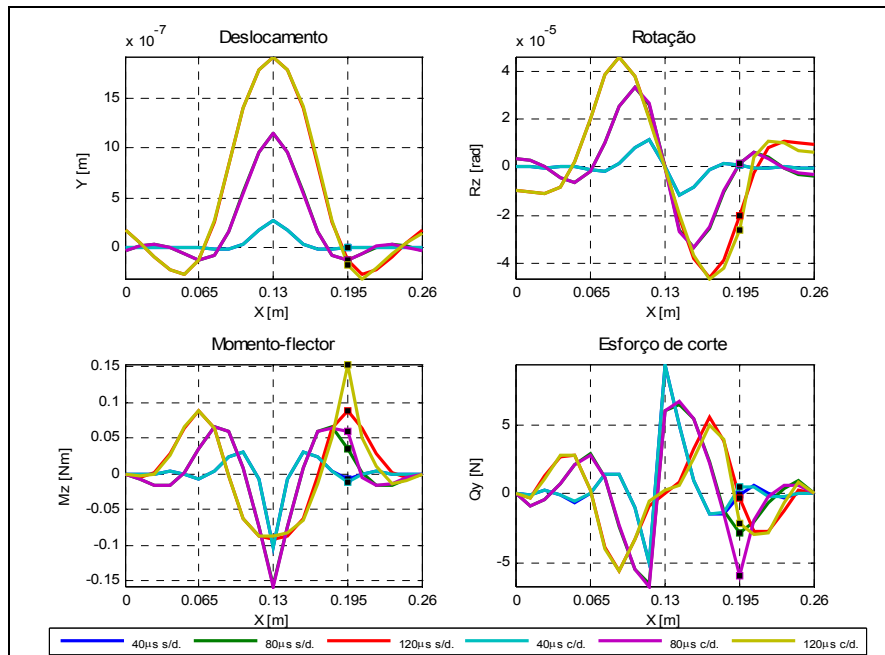 Deslocamento
x 10-7
Y [m]
15
10
5
0
0 0.065 0.13 0.195 0.26
X [m]
Rotação
x 10-5
Rz [rad]
4
2
0
-2
-4
0 0.065 0.13 0.195 0.26
X [m]
Momento-flector
Mz [Nm]
0.15
0.1
0.05
0
-0.05
-0.1
-0.15
0 0.065 0.13 0.195 0.26
X [m]
Esforço de corte
Qy [N]
5
0
-5
0 0.065 0.13 0.195 0.26
X [m]
40μs s/d. 80μs s/d. 120μs s/d. 40μs c/d. 80μs c/d. 120μs c/d.